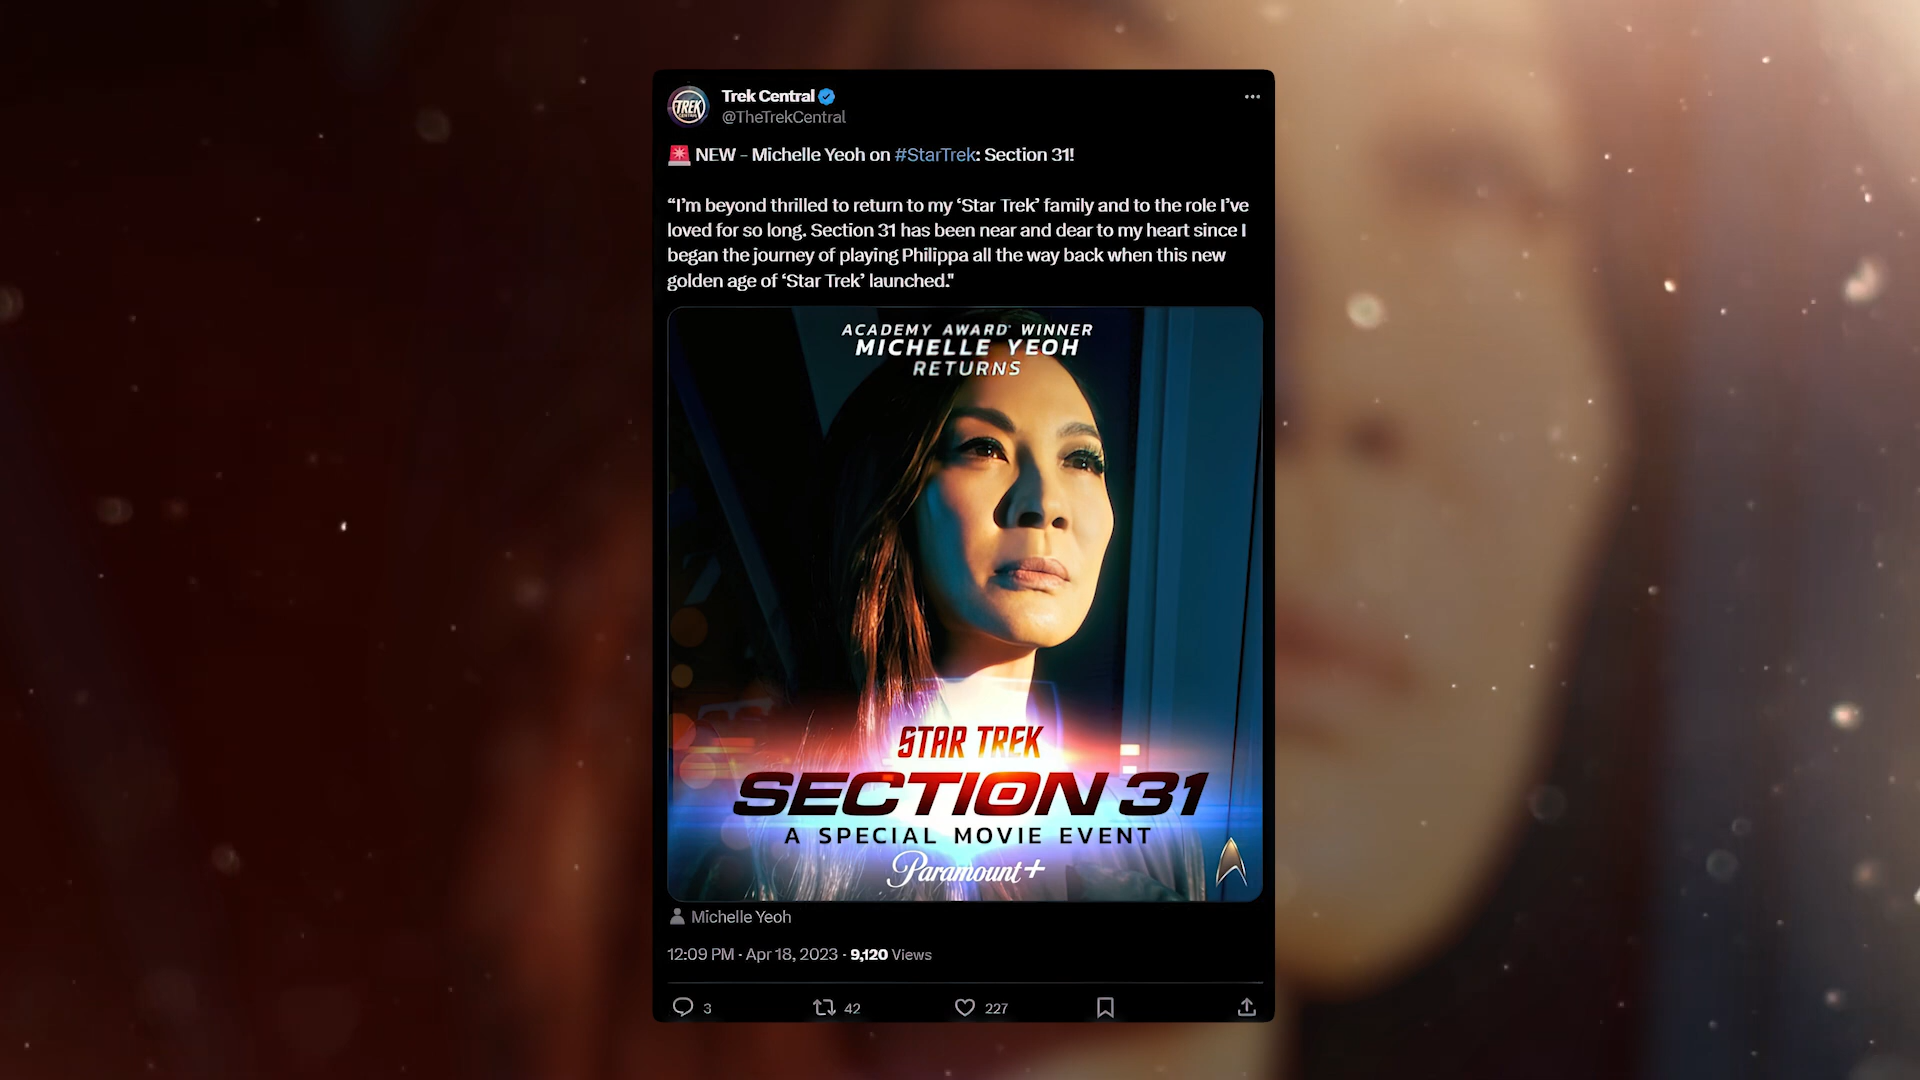 TREK
CENTRAL
Trek Central
@TheTrekCentral
🚨 NEW - Michelle Yeoh on #StarTrek: Section 31!
“I’m beyond thrilled to return to my ‘Star Trek’ family and to the role I’ve
loved for so long. Section 31 has been near and dear to my heart since I
began the journey of playing Philippa all the way back when this new
golden age of ‘Star Trek’ launched."
ACADEMY AWARD® WINNER
MICHELLE YEOH
RETURNS
STAR TREK
SECTION 31
A SPECIAL MOVIE EVENT
Paramount+
Michelle Yeoh
12:09 PM · Apr 18, 2023 · 9,120 Views
3 42 227